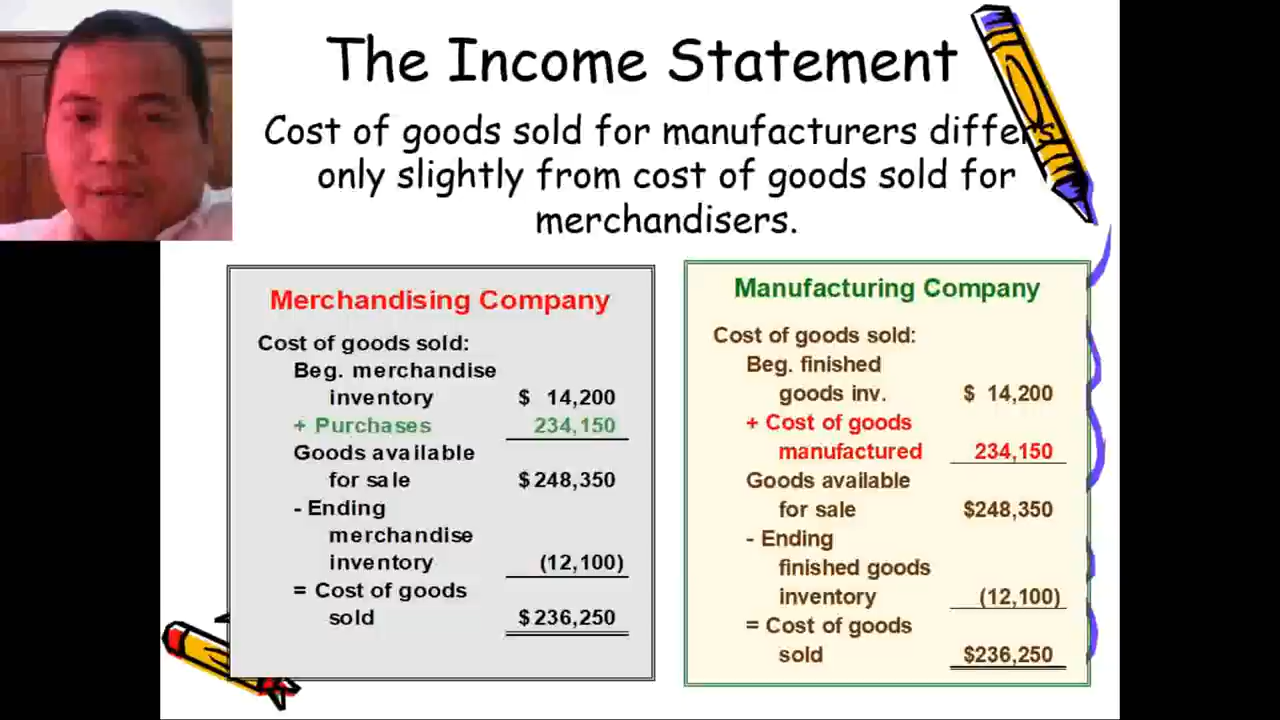 The Income Statement
Cost of goods sold for manufacturers differs
only slightly from cost of goods sold for
merchandisers.
Merchandising Company
Cost of goods sold:
Beg. merchandise
inventory $ 14,200
+ Purchases 234,150
Goods available
for sale $248,350
- Ending
merchandise
inventory (12,100)
= Cost of goods
sold $236,250
Manufacturing Company
Cost of goods sold:
Beg. finished
goods inv. $ 14,200
+ Cost of goods
manufactured 234,150
Goods available
for sale $248,350
- Ending
finished goods
inventory (12,100)
= Cost of goods
sold $236,250